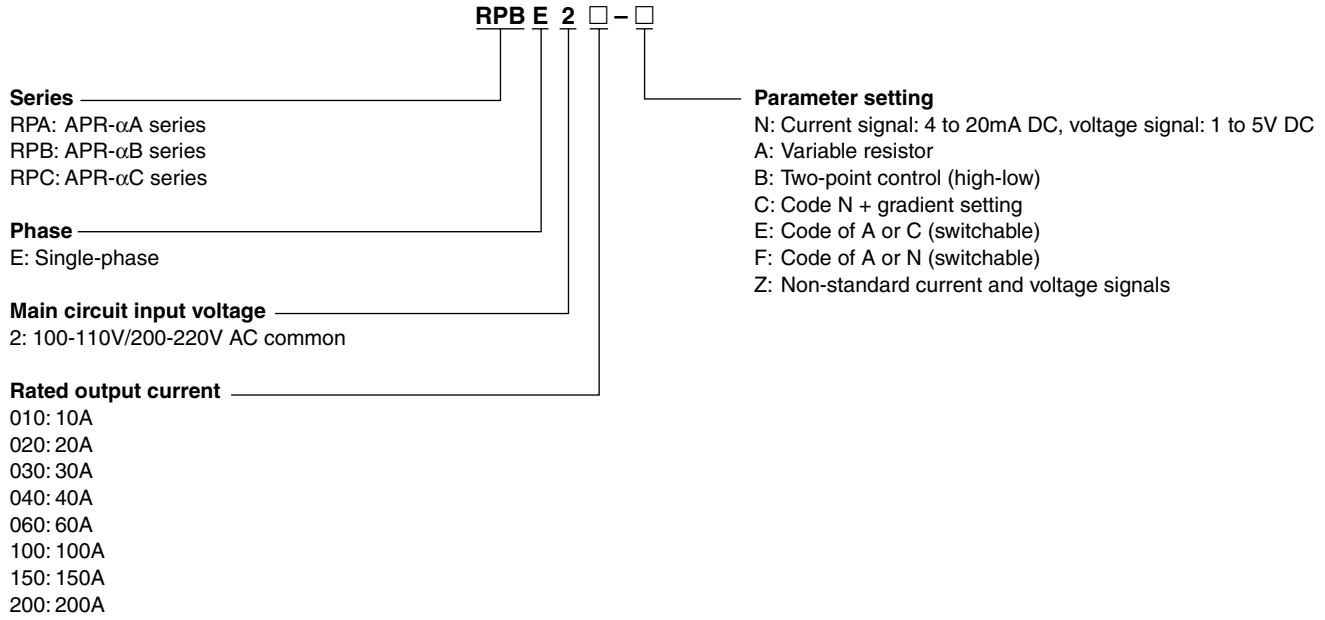 RPB E 2 □ – □
Series
RPA: APR-αA series
RPB: APR-αB series
RPC: APR-αC series
Phase
E: Single-phase
Main circuit input voltage
2: 100-110V/200-220V AC common
Rated output current
010: 10A
020: 20A
030: 30A
040: 40A
060: 60A
100: 100A
150: 150A
200: 200A
Parameter setting
N: Current signal: 4 to 20mA DC, voltage signal: 1 to 5V DC
A: Variable resistor
B: Two-point control (high-low)
C: Code N + gradient setting
E: Code of A or C (switchable)
F: Code of A or N (switchable)
Z: Non-standard current and voltage signals